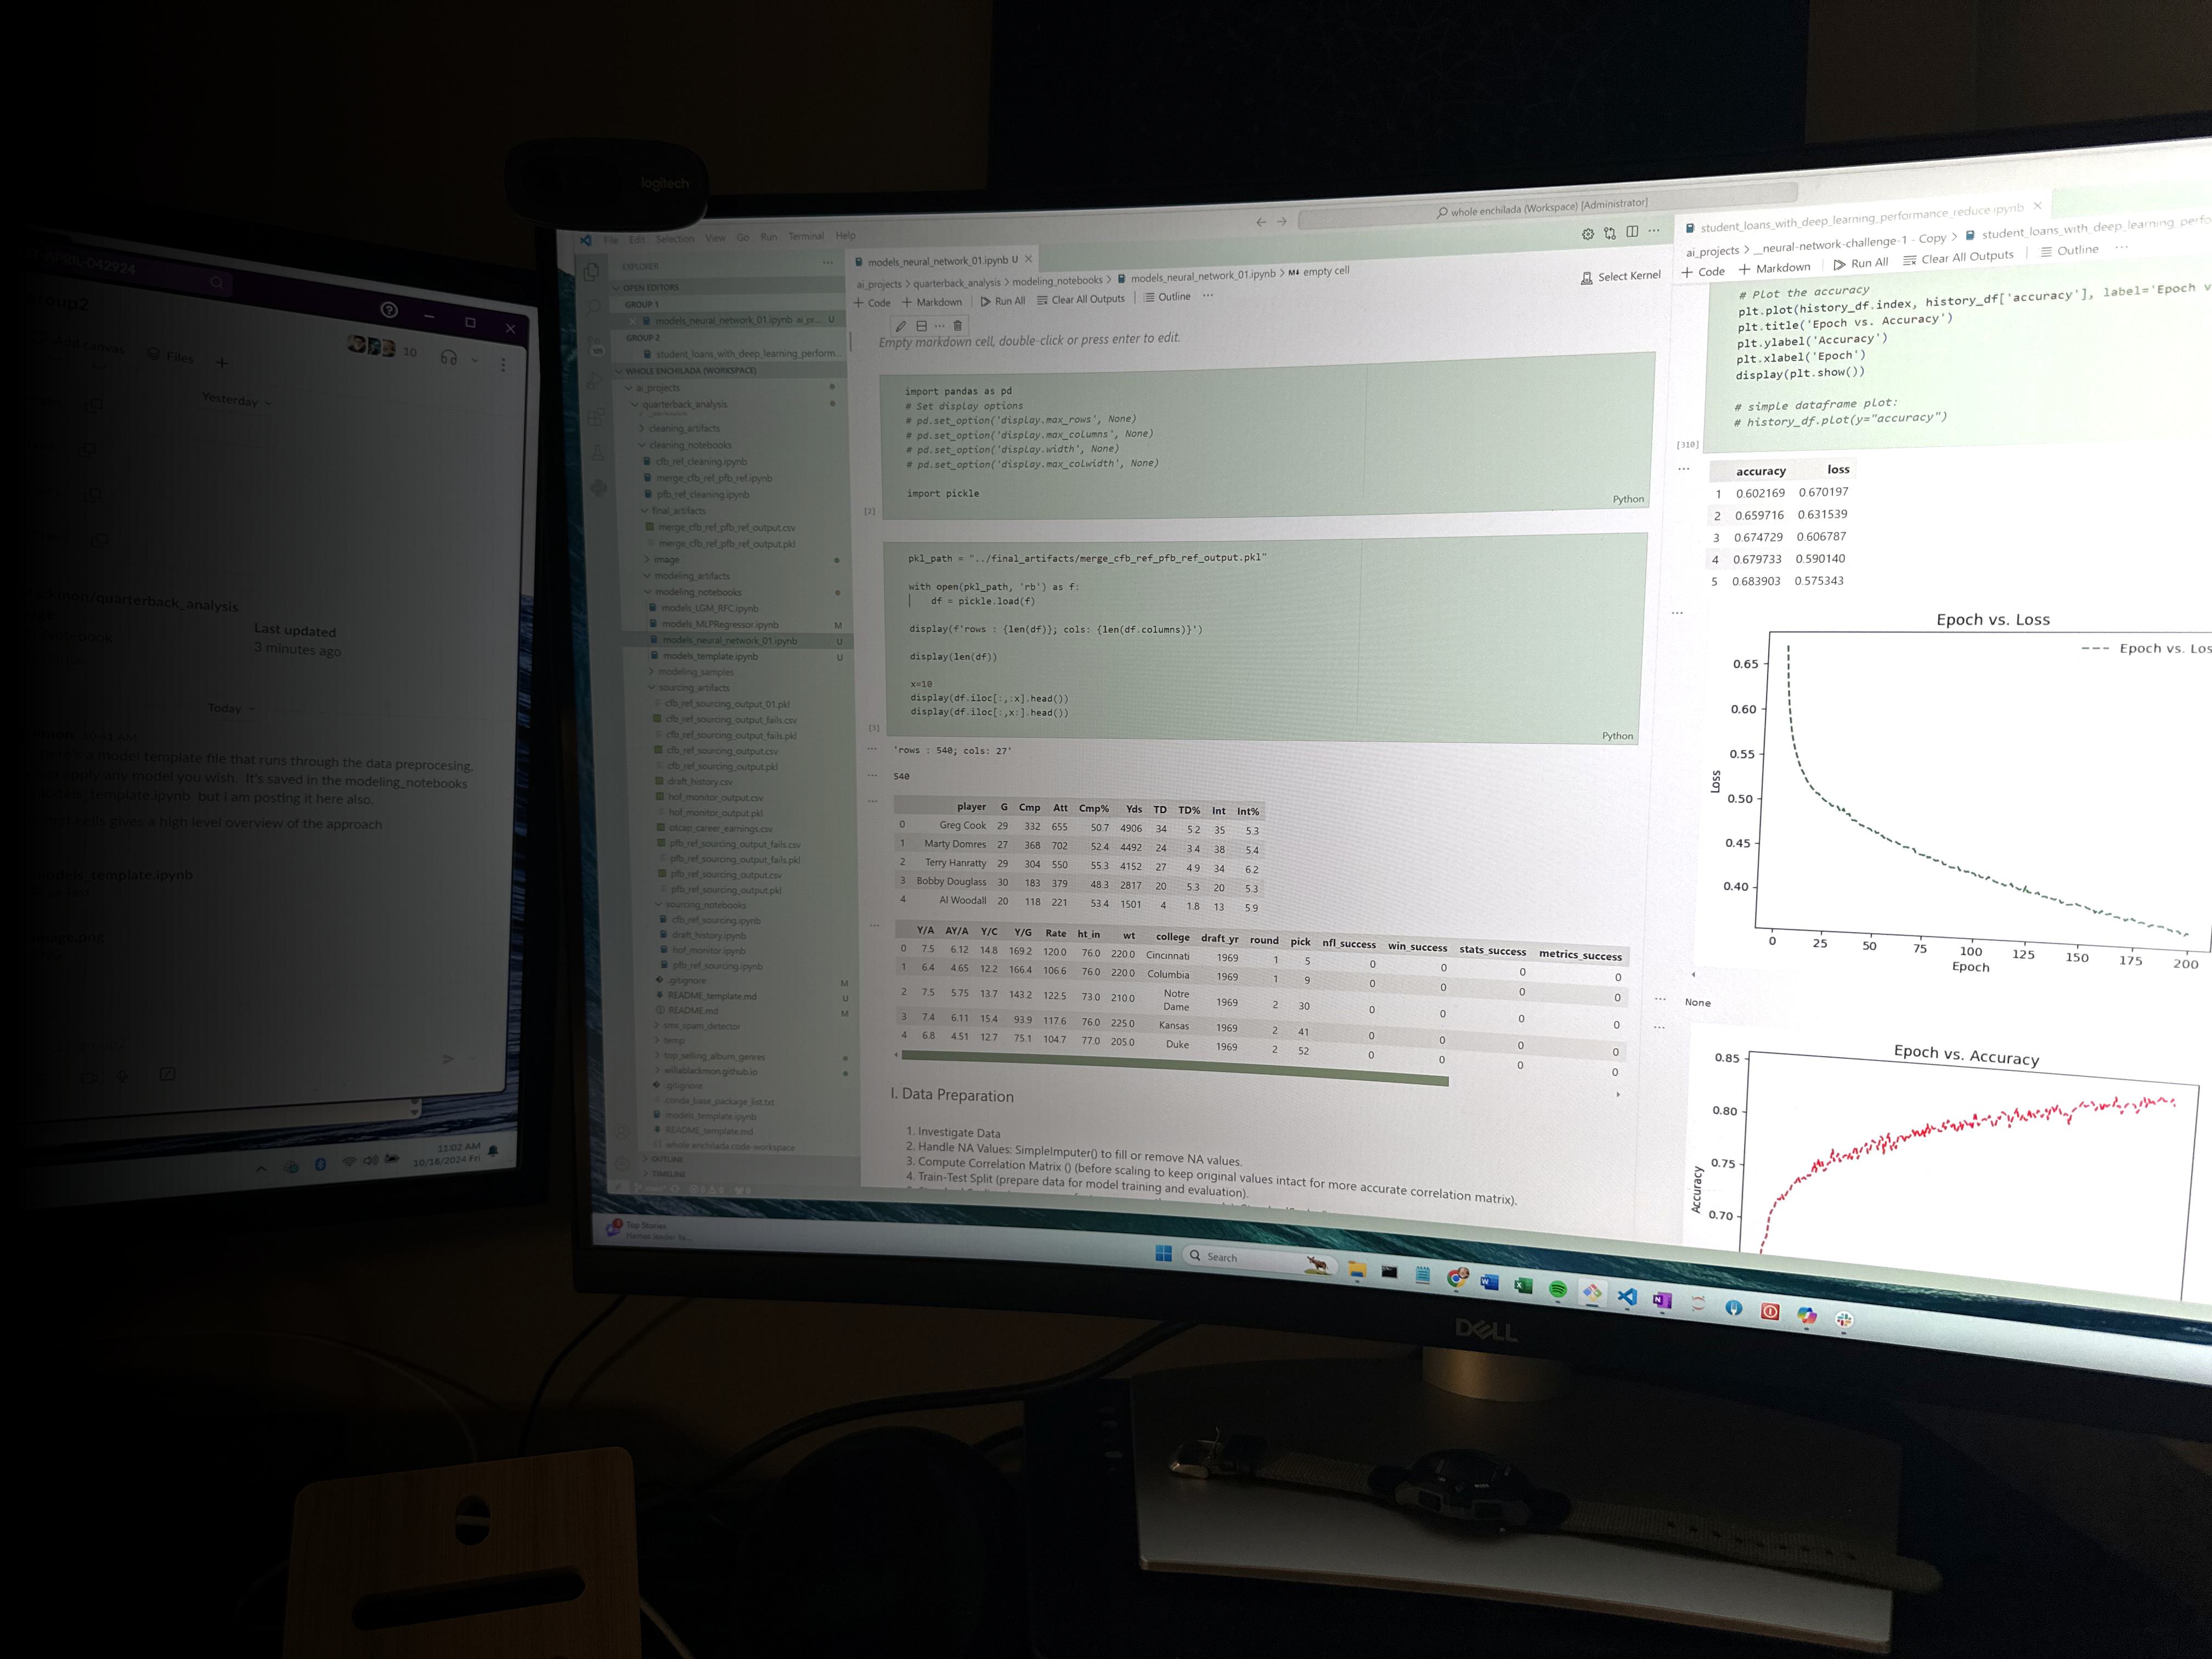 logitech
APRIL-042924
group2
Add canvas
Files
10
Yesterday
/quarterback_analysis
Last updated
3 minutes ago
Today
10:41 AM
a model template file that runs through the data preprocesing,
apply any model you wish. It's saved in the modeling_notebooks
models_template.ipynb but i am posting it here also.
cells gives a high level overview of the approach
models_template.ipynb
image.png
11:02 AM
10/18/2024 Fri
File Edit Selection View Go Run Terminal Help
whole enchilada (Workspace) [Administrator]
EXPLORER
OPEN EDITORS
GROUP 1
models_neural_network_01.ipynb ai_pr... U
GROUP 2
student_loans_with_deep_learning_perform...
WHOLE ENCHILADA (WORKSPACE)
ai_projects
quarterback_analysis
cleaning_artifacts
cleaning_notebooks
cfb_ref_cleaning.ipynb
merge_cfb_ref_pfb_ref.ipynb
pfb_ref_cleaning.ipynb
final_artifacts
merge_cfb_ref_pfb_ref_output.csv
merge_cfb_ref_pfb_ref_output.pkl
image
modeling_artifacts
modeling_notebooks
models_LGM_RFC.ipynb
models_MLPRegressor.ipynb M
models_neural_network_01.ipynb U
models_template.ipynb U
modeling_samples
sourcing_artifacts
cfb_ref_sourcing_output_01.pkl
cfb_ref_sourcing_output_fails.csv
cfb_ref_sourcing_output_fails.pkl
cfb_ref_sourcing_output.csv
cfb_ref_sourcing_output.pkl
draft_history.csv
hof_monitor_output.csv
hof_monitor_output.pkl
otcap_career_earnings.csv
pfb_ref_sourcing_output_fails.csv
pfb_ref_sourcing_output_fails.pkl
pfb_ref_sourcing_output.csv
pfb_ref_sourcing_output.pkl
sourcing_notebooks
cfb_ref_sourcing.ipynb
draft_history.ipynb
hof_monitor.ipynb
pfb_ref_sourcing.ipynb
.gitignore M
README_template.md U
README.md M
sms_spam_detector
temp
top_selling_album_genres
willablackmon.github.io
.gitignore
conda_base_package_list.txt
models_template.ipynb
README_template.md
whole enchilada.code-workspace
OUTLINE
TIMELINE
models_neural_network_01.ipynb U
ai_projects > quarterback_analysis > modeling_notebooks > models_neural_network_01.ipynb > M↓ empty cell
+ Code + Markdown Run All Clear All Outputs Outline ... Select Kernel
Empty markdown cell, double-click or press enter to edit.
import pandas as pd
# Set display options
# pd.set_option('display.max_rows', None)
# pd.set_option('display.max_columns', None)
# pd.set_option('display.width', None)
# pd.set_option('display.max_colwidth', None)
import pickle
[2] Python
pkl_path = "../final_artifacts/merge_cfb_ref_pfb_ref_output.pkl"
with open(pkl_path, 'rb') as f:
df = pickle.load(f)
display(f'rows : {len(df)}; cols: {len(df.columns)}')
display(len(df))
x=10
display(df.iloc[:,:x].head())
display(df.iloc[:,x:].head())
[3] Python
'rows : 540; cols: 27'
540
player G Cmp Att Cmp% Yds TD TD% Int Int%
0 Greg Cook 29 332 655 50.7 4906 34 5.2 35 5.3
1 Marty Domres 27 368 702 52.4 4492 24 3.4 38 5.4
2 Terry Hanratty 29 304 550 55.3 4152 27 4.9 34 6.2
3 Bobby Douglass 30 183 379 48.3 2817 20 5.3 20 5.3
4 Al Woodall 20 118 221 53.4 1501 4 1.8 13 5.9
Y/A AY/A Y/C Y/G Rate ht_in wt college draft_yr round pick nfl_success win_success stats_success metrics_success
0 7.5 6.12 14.8 169.2 120.0 76.0 220.0 Cincinnati 1969 1 5 0 0 0 0
1 6.4 4.65 12.2 166.4 106.6 76.0 220.0 Columbia 1969 1 9 0 0 0 0
2 7.5 5.75 13.7 143.2 122.5 73.0 210.0 Notre Dame 1969 2 30 0 0 0 0
3 7.4 6.11 15.4 93.9 117.6 76.0 225.0 Kansas 1969 2 41 0 0 0 0
4 6.8 4.51 12.7 75.1 104.7 77.0 205.0 Duke 1969 2 52 0 0 0 0
I. Data Preparation
1. Investigate Data
2. Handle NA Values: SimpleImputer() to fill or remove NA values.
3. Compute Correlation Matrix () (before scaling to keep original values intact for more accurate correlation matrix).
4. Train-Test Split (prepare data for model training and evaluation).
student_loans_with_deep_learning_performance_reduce.ipynb
ai_projects > __neural-network-challenge-1 - Copy > student_loans_with_deep_learning_perfo
+ Code + Markdown Run All Clear All Outputs Outline ...
# Plot the accuracy
plt.plot(history_df.index, history_df['accuracy'], label='Epoch v
plt.title('Epoch vs. Accuracy')
plt.ylabel('Accuracy')
plt.xlabel('Epoch')
display(plt.show())
# simple dataframe plot:
# history_df.plot(y="accuracy")
[310]
accuracy loss
1 0.602169 0.670197
2 0.659716 0.631539
3 0.674729 0.606787
4 0.679733 0.590140
5 0.683903 0.575343
Epoch vs. Loss
Epoch vs. Los
0.65
0.60
0.55
0.50
0.45
0.40
Loss
0 25 50 75 100 125 150 175 200
Epoch
None
Epoch vs. Accuracy
0.85
0.80
0.75
0.70
Accuracy
Top Stories
Search
DELL